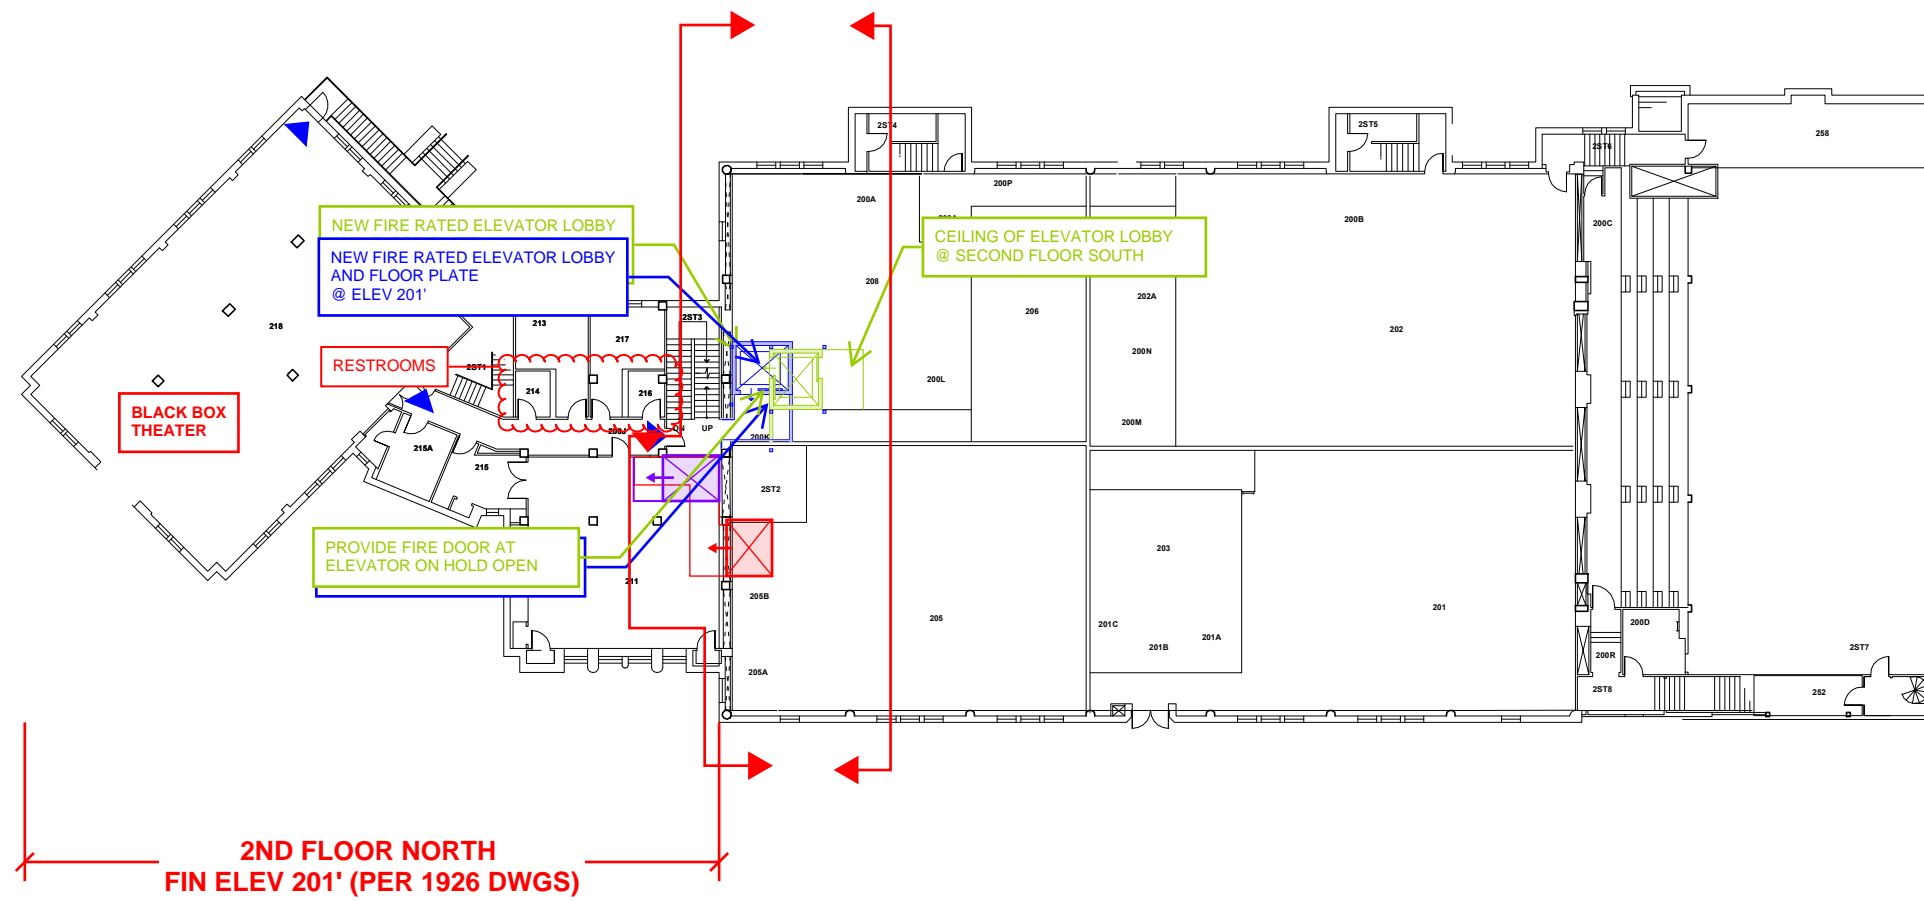 2ST4
2ST5
258
2ST6
200P
200A
200B
200C
NEW FIRE RATED ELEVATOR LOBBY
NEW FIRE RATED ELEVATOR LOBBY
AND FLOOR PLATE
@ ELEV 201'
CEILING OF ELEVATOR LOBBY
@ SECOND FLOOR SOUTH
208
202A
206
202
218
213
2ST3
217
200N
RESTROOMS
2ST1
214
216
200L
BLACK BOX
THEATER
200J
DN
UP
200K
200M
215A
215
2ST2
PROVIDE FIRE DOOR AT
ELEVATOR ON HOLD OPEN
211
203
205B
205
201
201C
201A
201B
200D
200R
2ST7
205A
2ST8
252
2ND FLOOR NORTH
FIN ELEV 201' (PER 1926 DWGS)